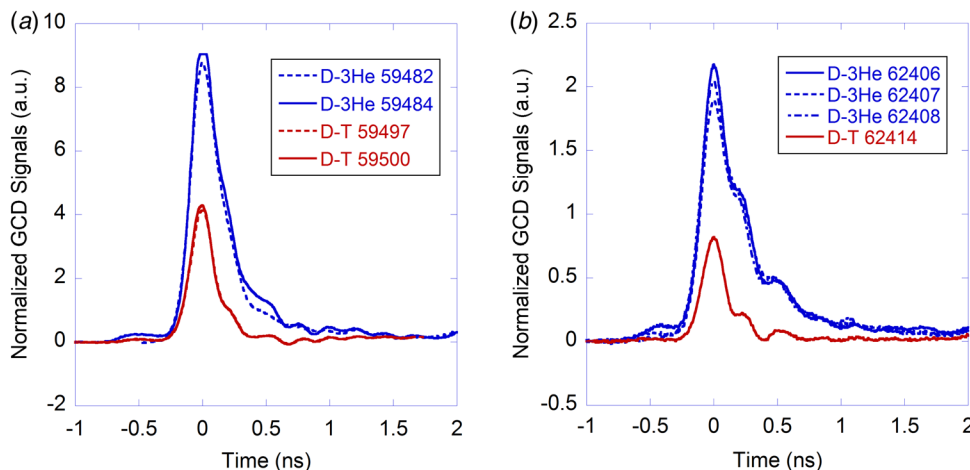 (a)
10
8
6
4
2
0
-2
Normalized GCD Signals (a.u.)
D-3He 59482
D-3He 59484
D-T 59497
D-T 59500
-1 -0.5 0 0.5 1 1.5 2
Time (ns)
(b)
2.5
2
1.5
1
0.5
0
-0.5
Normalized GCD Signals (a.u.)
D-3He 62406
D-3He 62407
D-3He 62408
D-T 62414
-1 -0.5 0 0.5 1 1.5 2
Time (ns)